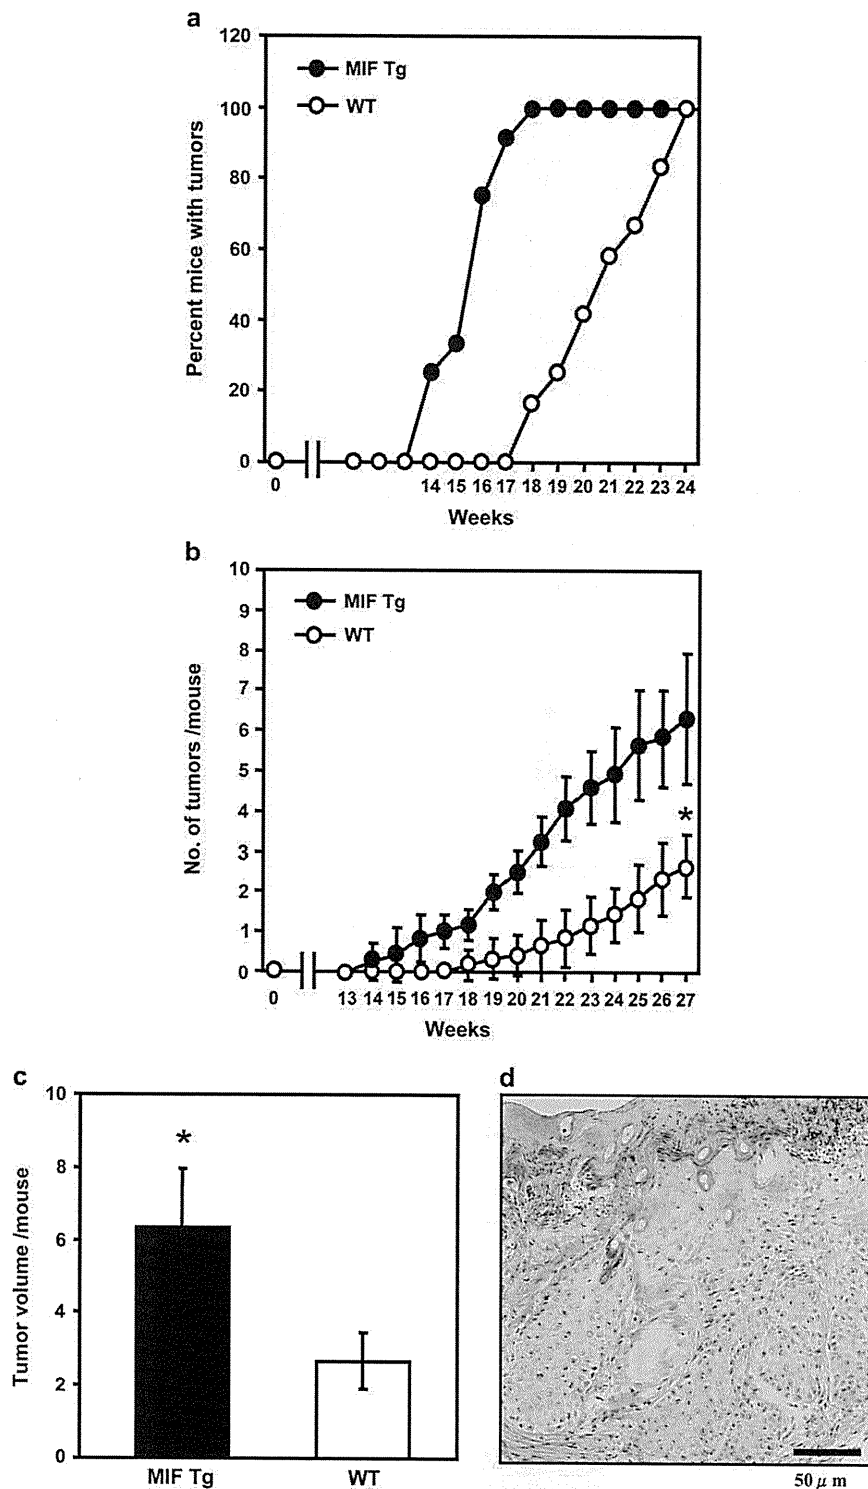 a
120
100
80
60
40
20
0
MIF Tg
WT
Percent mice with tumors
0 14 15 16 17 18 19 20 21 22 23 24
Weeks
b
10
9
8
7
6
5
4
3
2
1
0
MIF Tg
WT
No. of tumors /mouse
*
0 13 14 15 16 17 18 19 20 21 22 23 24 25 26 27
Weeks
c
10
8
6
4
2
0
Tumor volume /mouse
*
MIF Tg WT
d
50 μ m